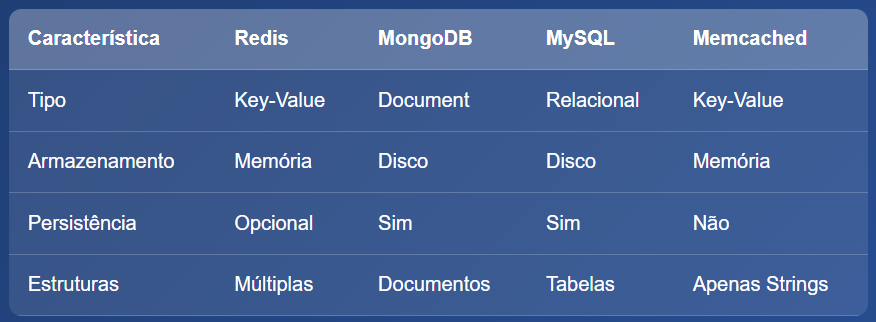 Característica Redis MongoDB MySQL Memcached
Tipo Key-Value Document Relacional Key-Value
Armazenamento Memória Disco Disco Memória
Persistência Opcional Sim Sim Não
Estruturas Múltiplas Documentos Tabelas Apenas Strings